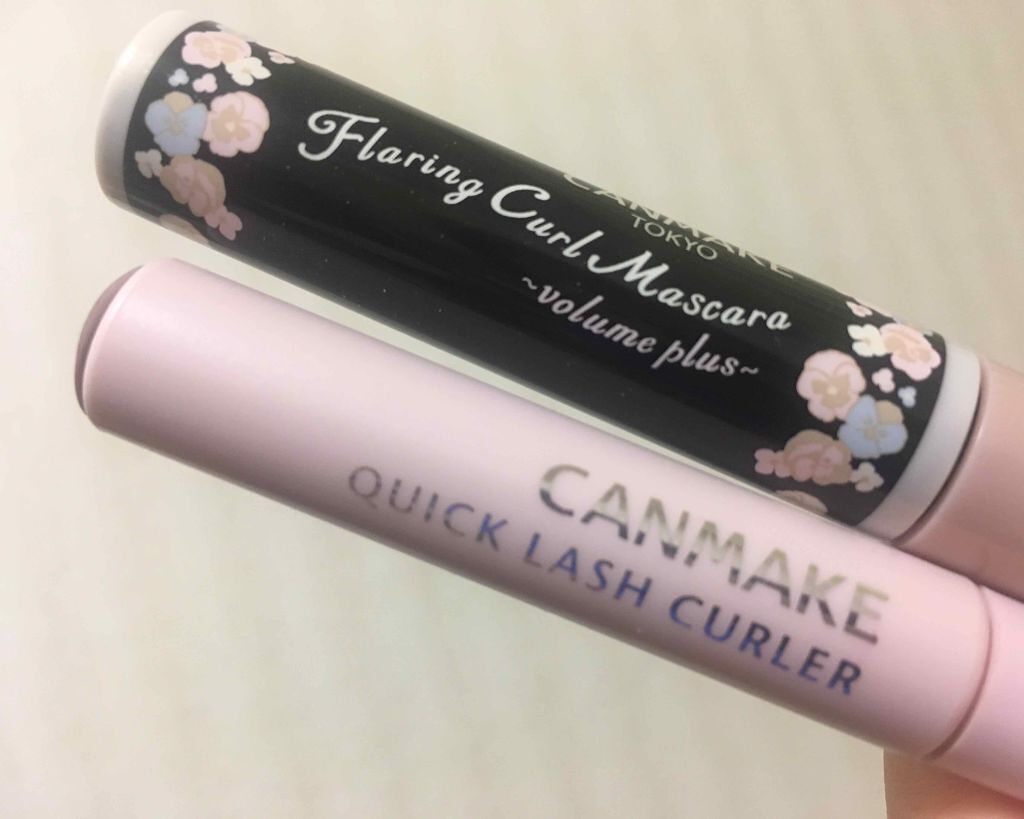 CANMAKE
TOKYO
Flaring Curl Mascara
~volume plus~
CANMAKE
QUICK LASH CURLER